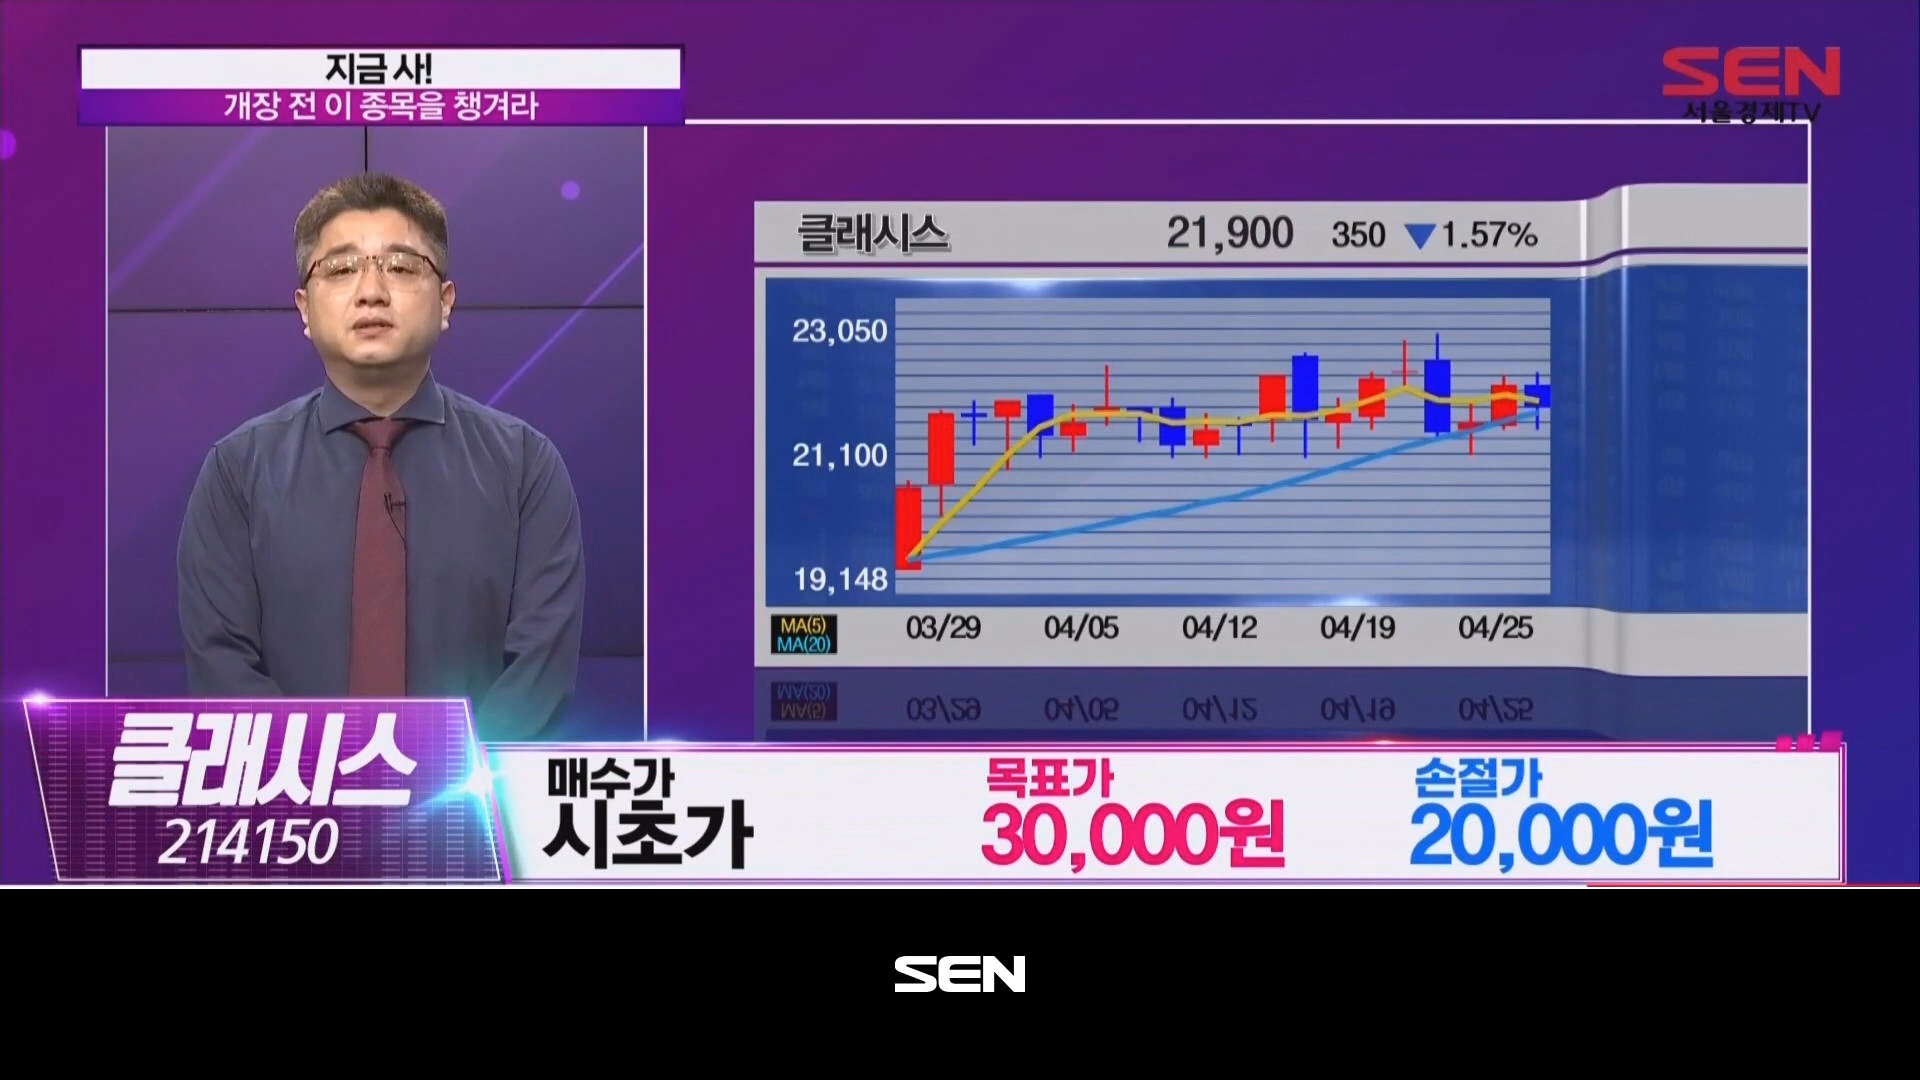 지금 사!
개장 전 이 종목을 챙겨라
SEN
서울경제TV
클래시스 21,900 350 ▼1.57%
23,050
21,100
19,148
MA(5)
MA(20)
03/29 04/05 04/12 04/19 04/25
클래시스
214150
매수가
시초가
목표가
30,000원
손절가
20,000원
SEN